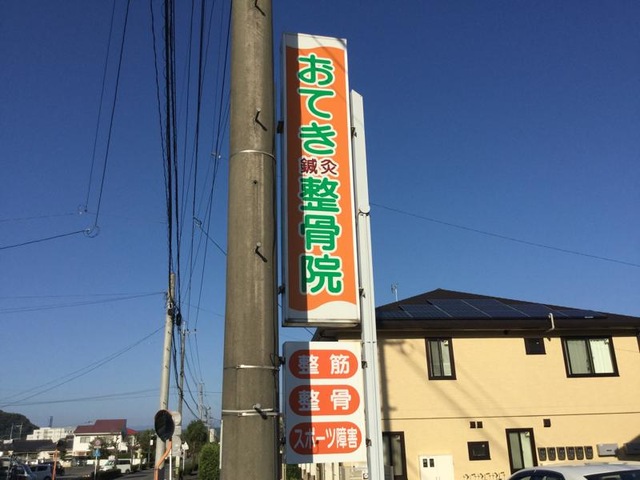 おてき
鍼灸
整骨院
整筋
整骨
スポーツ障害